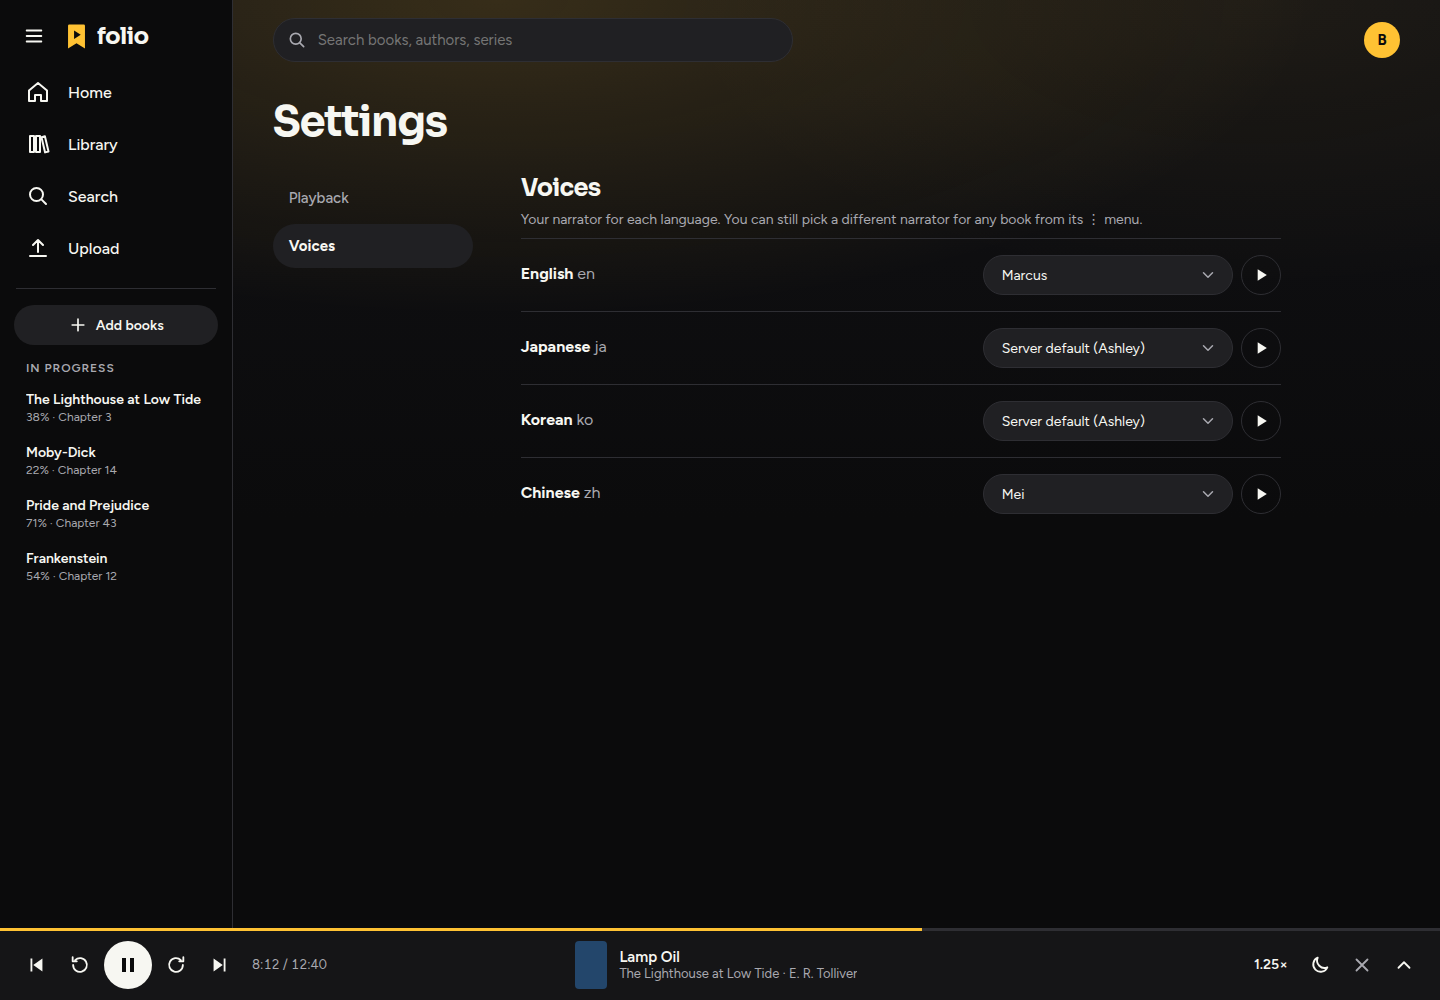 folio
Search books, authors, series
B
Home
Library
Search
Upload
Add books
IN PROGRESS
The Lighthouse at Low Tide
38% · Chapter 3
Moby-Dick
22% · Chapter 14
Pride and Prejudice
71% · Chapter 43
Frankenstein
54% · Chapter 12
Settings
Playback
Voices
Voices
Your narrator for each language. You can still pick a different narrator for any book from its ⋮ menu.
English en
Marcus
Japanese ja
Server default (Ashley)
Korean ko
Server default (Ashley)
Chinese zh
Mei
8:12 / 12:40
Lamp Oil
The Lighthouse at Low Tide · E. R. Tolliver
1.25×